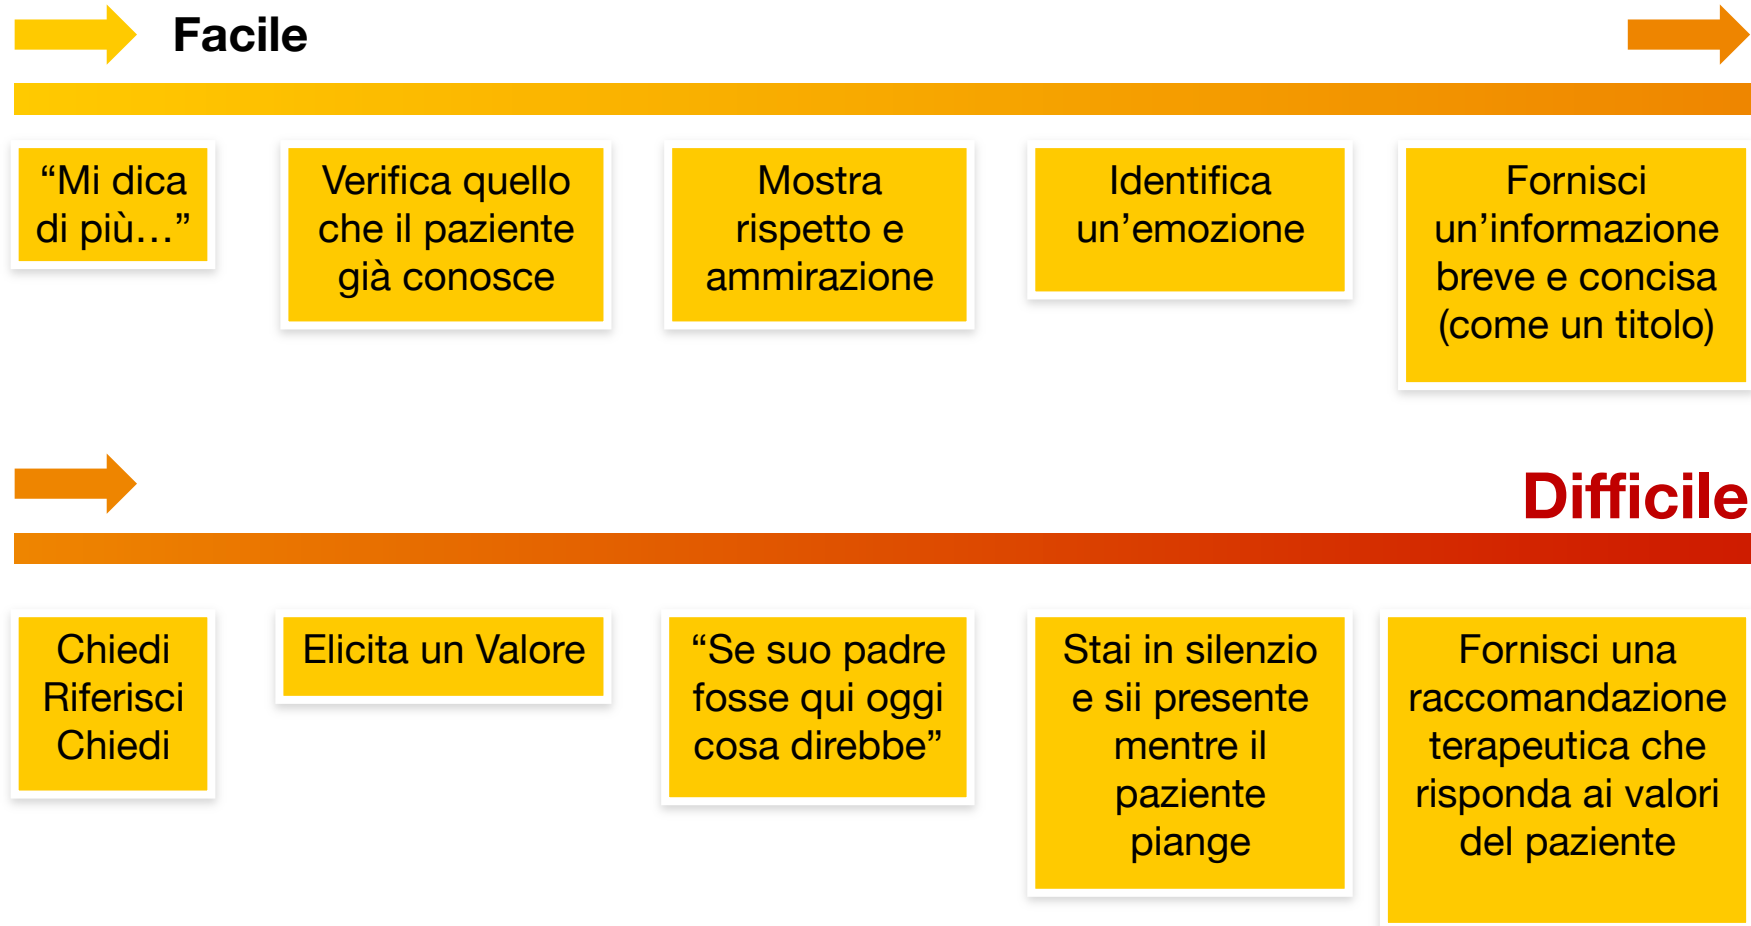 Facile
“Mi dica
di più…”
Verifica quello
che il paziente
già conosce
Mostra
rispetto e
ammirazione
Identifica
un’emozione
Fornisci
un’informazione
breve e concisa
(come un titolo)
Difficile
Chiedi
Riferisci
Chiedi
Elicita un Valore
“Se suo padre
fosse qui oggi
cosa direbbe”
Stai in silenzio
e sii presente
mentre il
paziente
piange
Fornisci una
raccomandazione
terapeutica che
risponda ai valori
del paziente